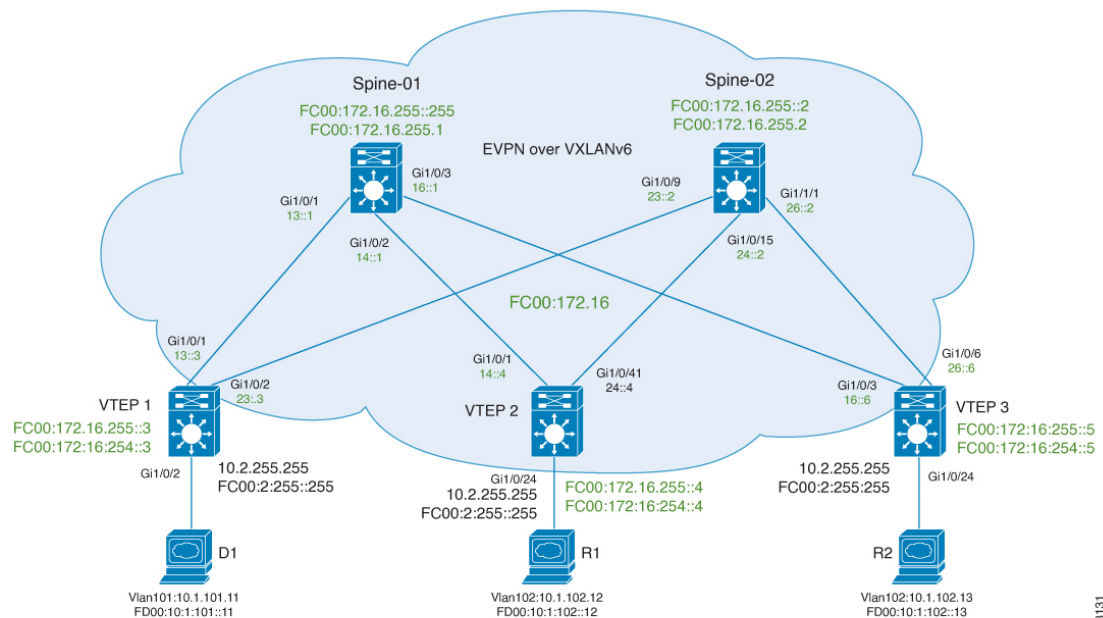 Spine-01
FC00:172.16.255::255
FC00:172.16.255.1
Spine-02
FC00:172.16.255::2
FC00:172.16.255.2
EVPN over VXLANv6
Gi1/0/3
16::1
Gi1/0/1
13::1
Gi1/0/2
14::1
Gi1/0/9
23::2
Gi1/1/1
26::2
Gi1/0/15
24::2
FC00:172.16
Gi1/0/1
13::3
Gi1/0/2
23:.3
Gi1/0/1
14::4
Gi1/0/41
24::4
Gi1/0/6
26::6
Gi1/0/3
16::6
VTEP 1
FC00:172.16.255::3
FC00:172:16:254::3
VTEP 2
VTEP 3
FC00:172:16:255::5
FC00:172:16:254::5
Gi1/0/2
10.2.255.255
FC00:2:255::255
Gi1/0/24
10.2.255.255
FC00:2:255::255
FC00:172.16.255::4
FC00:172:16:254::4
10.2.255.255
FC00:2:255:255
Gi1/0/24
D1
R1
R2
Vlan101:10.1.101.11
FD00:10:1:101::11
Vlan102:10.1.102.12
FD00:10:1:102::12
Vlan102:10.1.102.13
FD00:10:1:102::13